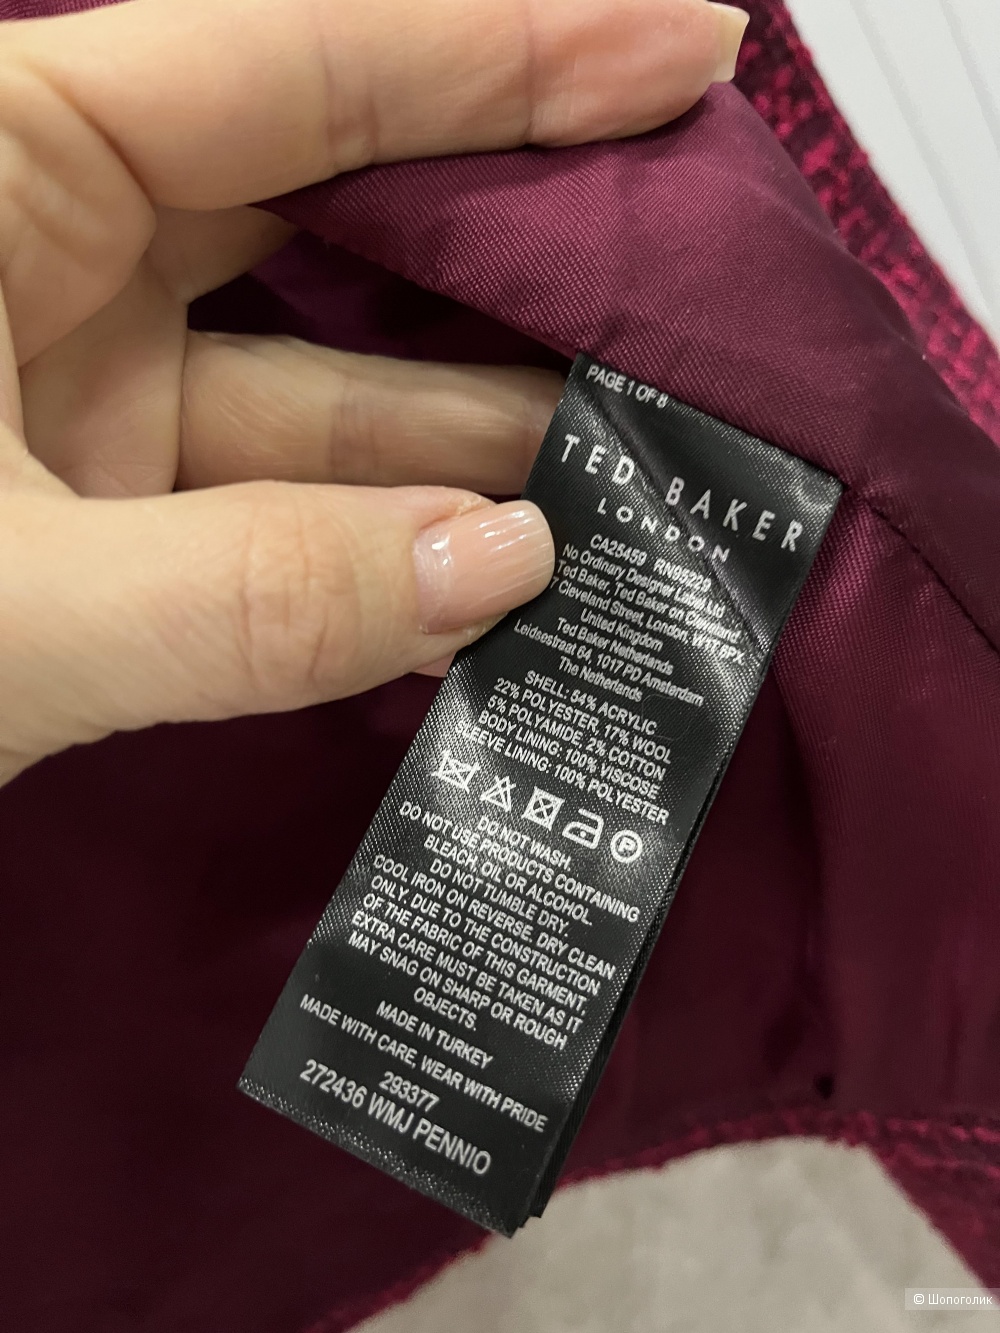 PAGE 1 OF 8
TED BAKER
LONDON
CA25459 RN95229
No Ordinary Designer Label Ltd
Ted Baker, Ted Baker on Cleveland
7 Cleveland Street, London, W1T 6PX
United Kingdom
Ted Baker Netherlands
Leidsestraat 64, 1017 PD Amsterdam
The Netherlands
SHELL: 54% ACRYLIC
22% POLYESTER, 17% WOOL
5% POLYAMIDE, 2% COTTON
BODY LINING: 100% VISCOSE
SLEEVE LINING: 100% POLYESTER
P
DO NOT WASH.
DO NOT USE PRODUCTS CONTAINING
BLEACH, OIL OR ALCOHOL.
DO NOT TUMBLE DRY.
COOL IRON ON REVERSE. DRY CLEAN
ONLY. DUE TO THE CONSTRUCTION
OF THE FABRIC OF THIS GARMENT,
EXTRA CARE MUST BE TAKEN AS IT
MAY SNAG ON SHARP OR ROUGH
OBJECTS.
MADE IN TURKEY
MADE WITH CARE, WEAR WITH PRIDE
293377
272436 WMJ PENNIO
© Шопоголик